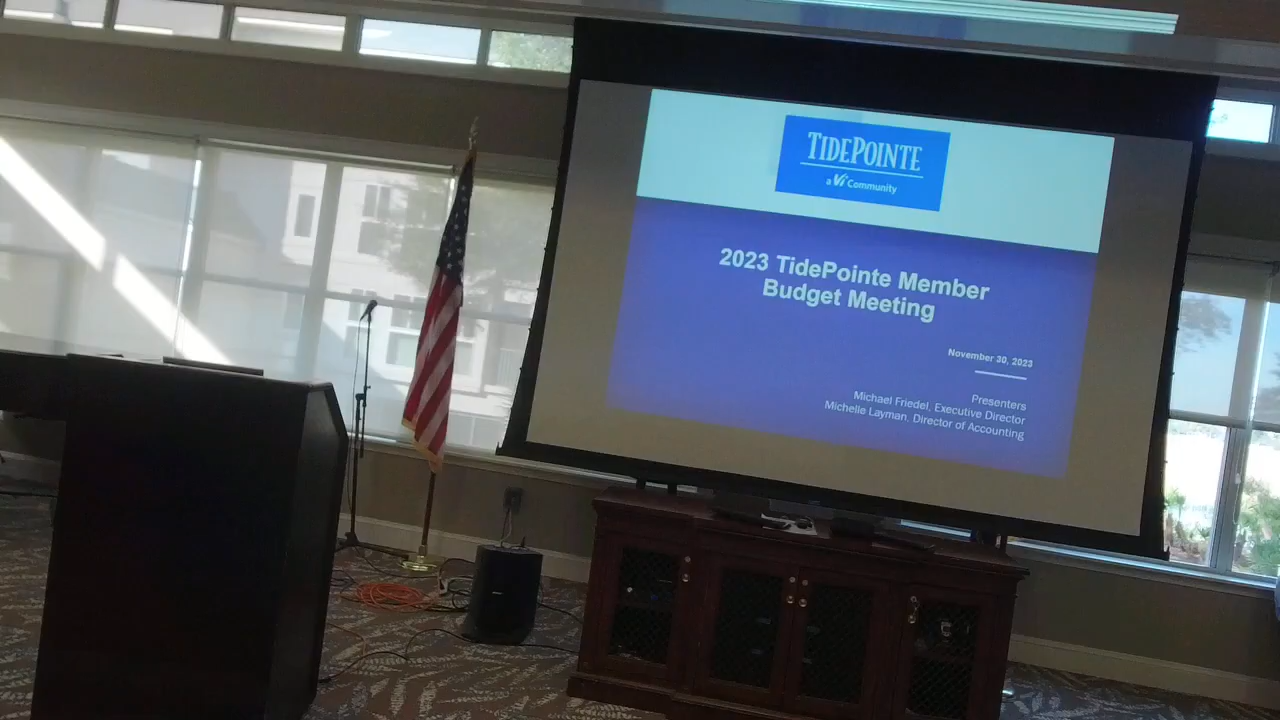 TIDEPOINTE
a Vi Community
2023 TidePointe Member
Budget Meeting
November 30, 2023
Presenters
Michael Friedel, Executive Director
Michelle Layman, Director of Accounting